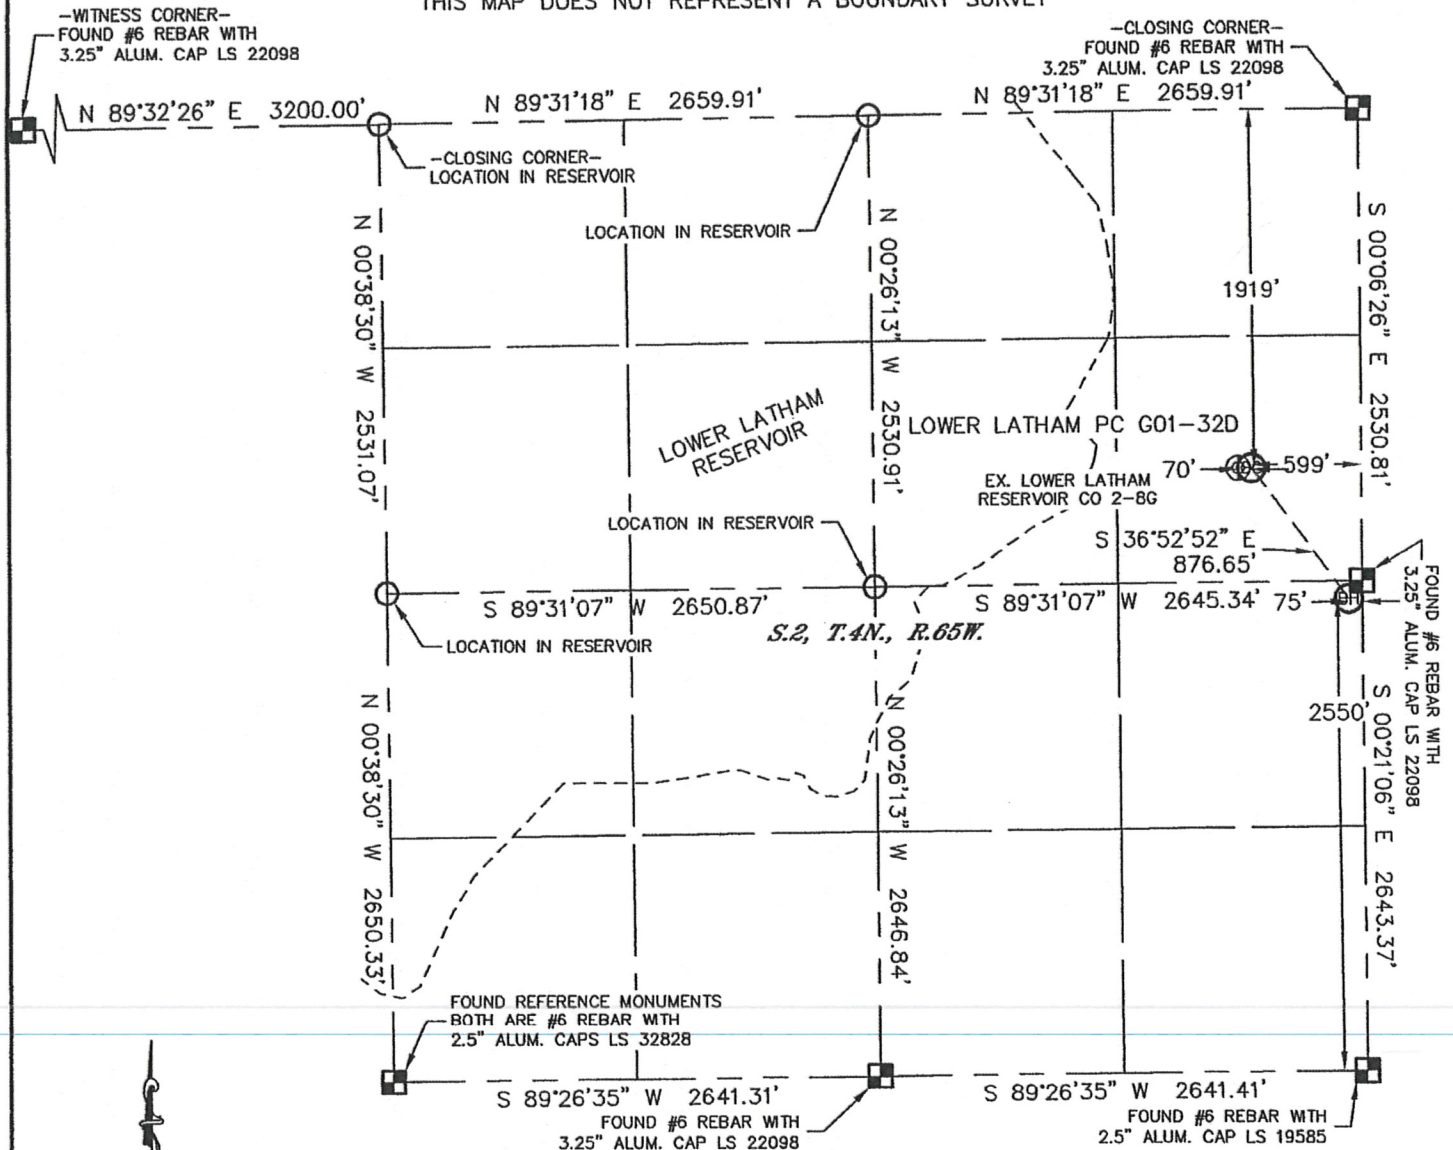 THIS MAP DOES NOT REPRESENT A BOUNDARY SURVEY
-WITNESS CORNER-
FOUND #6 REBAR WITH
3.25" ALUM. CAP LS 22098
-CLOSING CORNER-
FOUND #6 REBAR WITH
3.25" ALUM. CAP LS 22098
N 89°32'26" E 3200.00'
N 89°31'18" E 2659.91'
N 89°31'18" E 2659.91'
-CLOSING CORNER-
LOCATION IN RESERVOIR
LOCATION IN RESERVOIR
N 00°38'30" W 2531.07'
N 00°26'13" W 2530.91'
S 00°06'26" E 2530.81'
1919'
LOWER LATHAM
RESERVOIR
LOWER LATHAM PC G01-32D
70'
599'
EX. LOWER LATHAM
RESERVOIR CO 2-8G
LOCATION IN RESERVOIR
S 36°52'52" E
876.65'
FOUND #6 REBAR WITH
3.25" ALUM. CAP LS 22098
S 89°31'07" W 2650.87'
S 89°31'07" W 2645.34'
75'
BH
S.2, T.4N., R.65W.
LOCATION IN RESERVOIR
N 00°38'30" W 2650.33'
N 00°26'13" W 2646.84'
2550'
S 00°21'06" E 2643.37'
FOUND REFERENCE MONUMENTS
BOTH ARE #6 REBAR WITH
2.5" ALUM. CAPS LS 32828
S 89°26'35" W 2641.31'
S 89°26'35" W 2641.41'
FOUND #6 REBAR WITH
3.25" ALUM. CAP LS 22098
FOUND #6 REBAR WITH
2.5" ALUM. CAP LS 19585